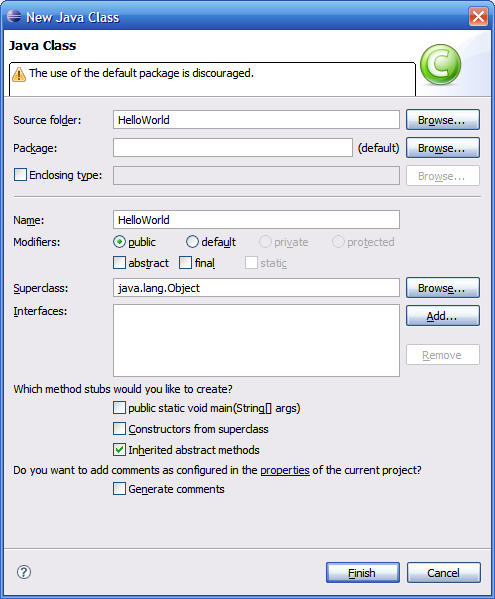 New Java Class
Java Class
The use of the default package is discouraged.
Source folder: HelloWorld Browse...
Package: (default) Browse...
Enclosing type: Browse...
Name: HelloWorld
Modifiers: public default private protected
abstract final static
Superclass: java.lang.Object Browse...
Interfaces: Add...
Remove
Which method stubs would you like to create?
public static void main(String[] args)
Constructors from superclass
Inherited abstract methods
Do you want to add comments as configured in the properties of the current project?
Generate comments
? Finish Cancel